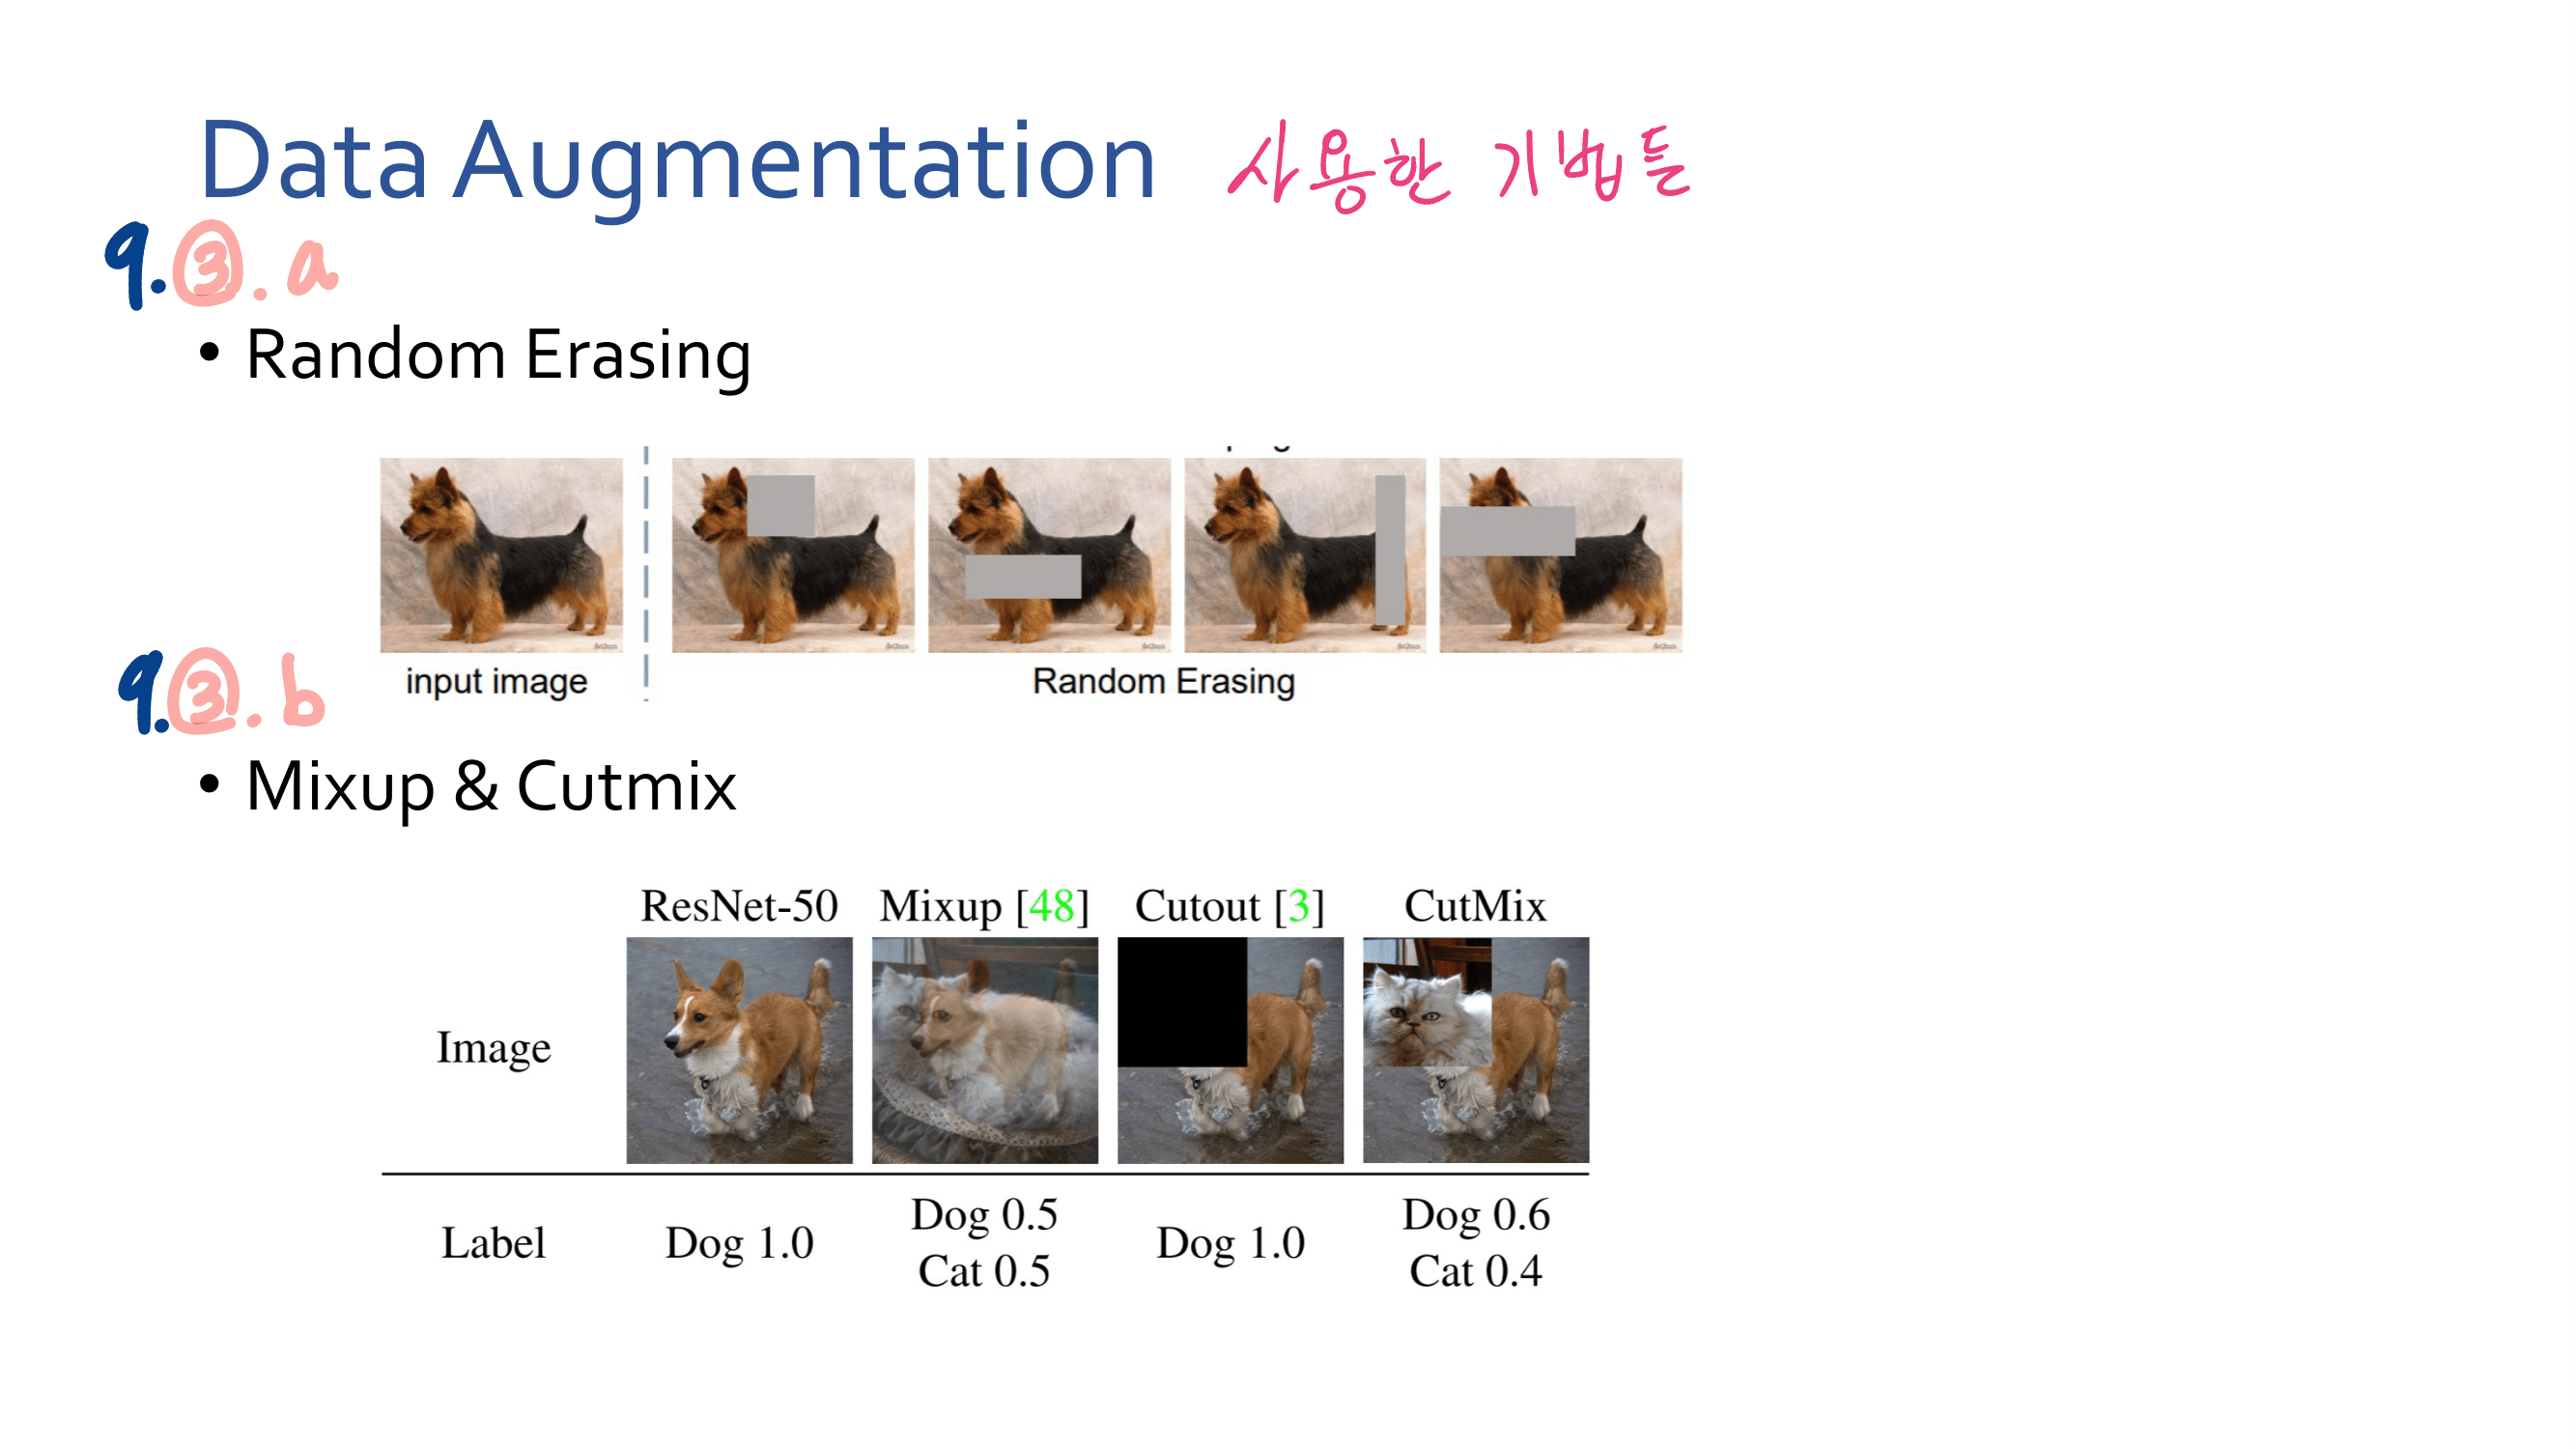 Data Augmentation 사용한 기법들
9.③.a
• Random Erasing
input image
Random Erasing
9.③.b
• Mixup & Cutmix
ResNet-50 Mixup [48] Cutout [3] CutMix
Image
Label Dog 1.0 Dog 0.5 Cat 0.5 Dog 1.0 Dog 0.6 Cat 0.4